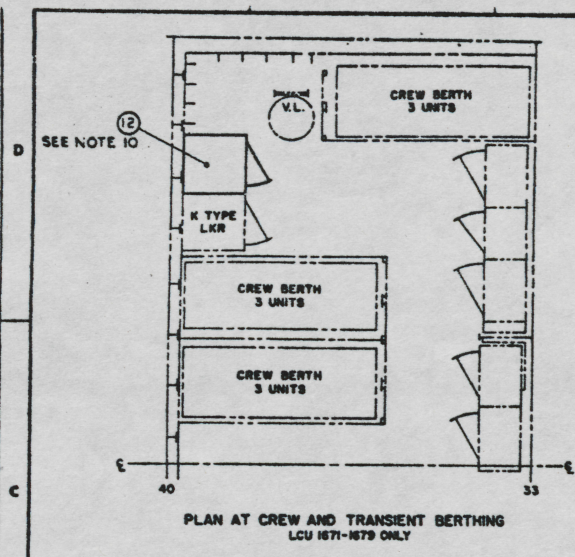 CREW BERTH
3 UNITS
V.L.
12
D
SEE NOTE 10
K TYPE
LKR
CREW BERTH
3 UNITS
CREW BERTH
3 UNITS
℄
℄
C
40
33
PLAN AT CREW AND TRANSIENT BERTHING
LCU 1671-1679 ONLY